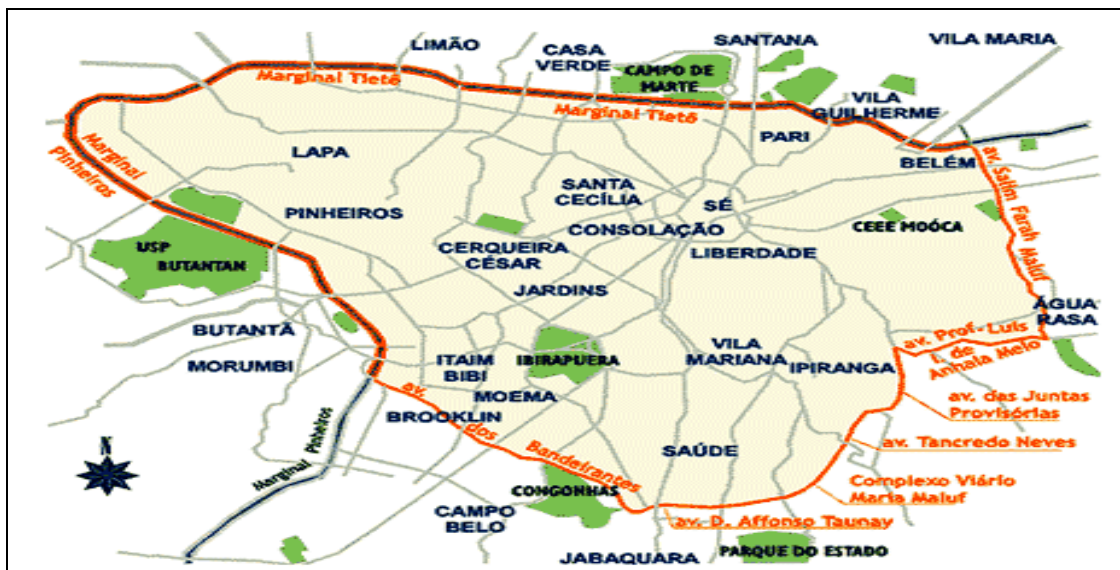 LIMÃO
CASA
VERDE
SANTANA
VILA MARIA
Marginal Tietê
CAMPO DE
MARTE
Marginal Tietê
VILA
GUILHERME
PARI
BELÉM
Marginal
Pinheiros
LAPA
av. Salim Farah Maluf
SANTA
CECÍLIA
SÉ
PINHEIROS
CONSOLAÇÃO
CEEE MOÓCA
USP
BUTANTAN
CERQUEIRA
CÉSAR
LIBERDADE
JARDINS
ÁGUA
RASA
BUTANTÃ
av. Prof. Luis
I. de
Anhaia Melo
MORUMBI
ITAIM
BIBI
IBIRAPUERA
VILA
MARIANA
IPIRANGA
MOEMA
av. das Juntas
Provisórias
BROOKLIN
av. dos Bandeirantes
av. Tancredo Neves
N
Marginal Pinheiros
SAÚDE
Complexo Viário
Maria Maluf
CONGONHAS
CAMPO
BELO
av. D. Affonso Taunay
JABAQUARA
PARQUE DO ESTADO